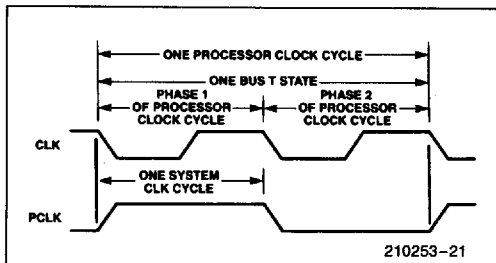 ONE PROCESSOR CLOCK CYCLE
ONE BUS T STATE
PHASE 1
OF PROCESSOR
CLOCK CYCLE
PHASE 2
OF PROCESSOR
CLOCK CYCLE
CLK
ONE SYSTEM
CLK CYCLE
PCLK
210253–21